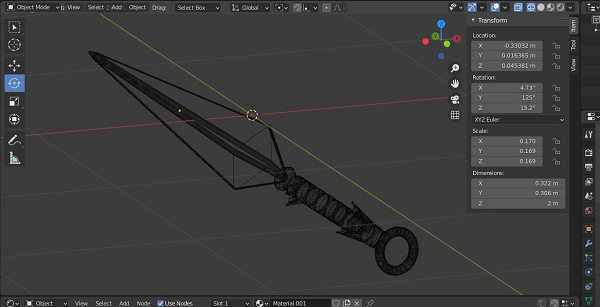 Object Mode View Select Add Object Global Drag: Select Box
Transform
Location:
X -0.33032 m
Y 0.016365 m
Z 0.045381 m
Rotation:
X 4.73°
Y 125°
Z 15.2°
XYZ Euler
Scale:
X 0.170
Y 0.169
Z 0.169
Dimensions:
X 0.322 m
Y 0.306 m
Z 2 m
Item
Tool
View
Object View Select Add Node Use Nodes Slot 1 Material.001